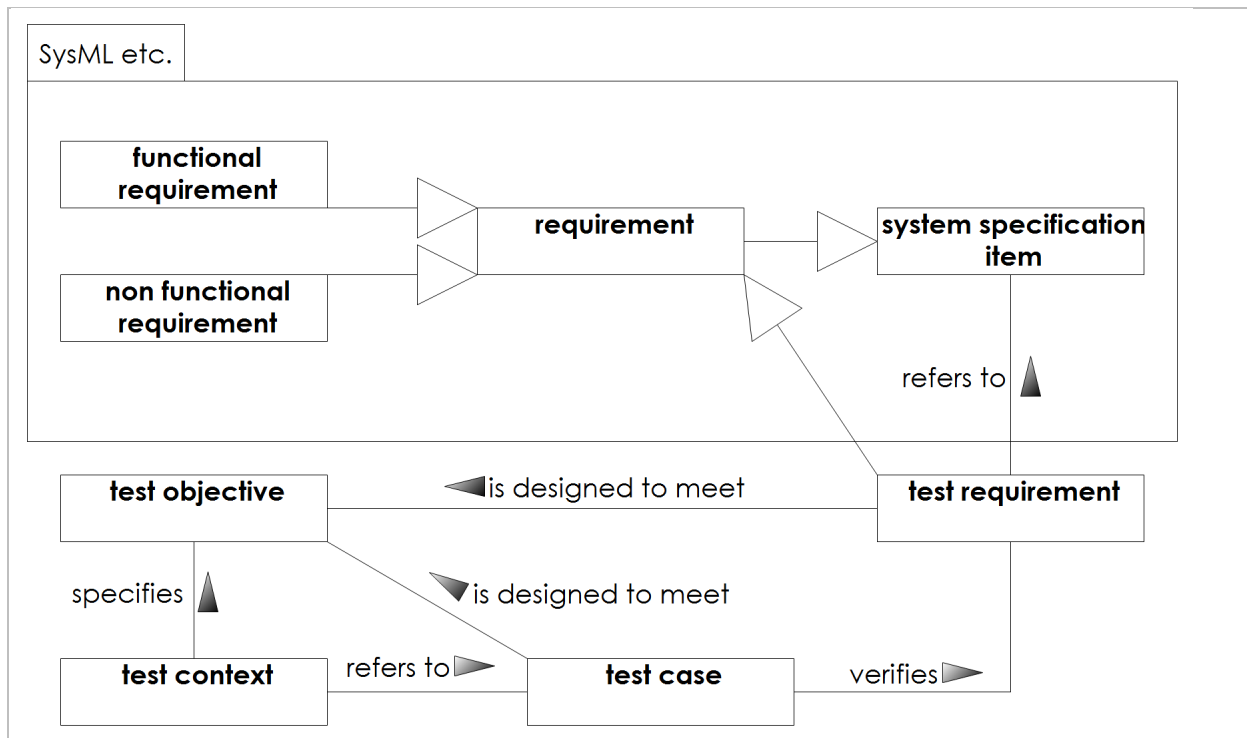 SysML etc.
functional
requirement
requirement
system specification
item
non functional
requirement
refers to
test objective
is designed to meet
test requirement
specifies
is designed to meet
test context
refers to
test case
verifies